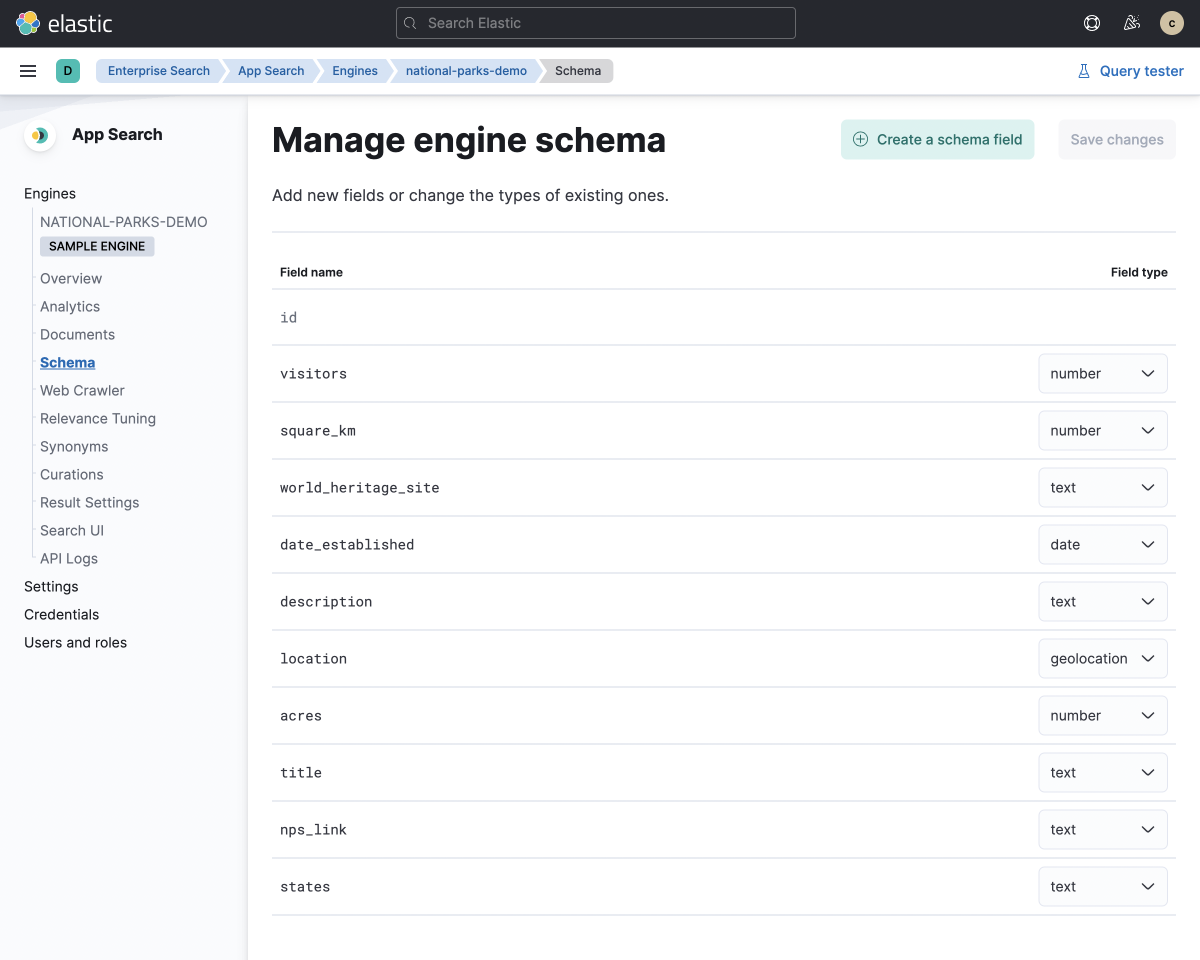 elastic
Search Elastic
c
D
Enterprise Search
App Search
Engines
national-parks-demo
Schema
Query tester
App Search
Engines
NATIONAL-PARKS-DEMO
SAMPLE ENGINE
Overview
Analytics
Documents
Schema
Web Crawler
Relevance Tuning
Synonyms
Curations
Result Settings
Search UI
API Logs
Settings
Credentials
Users and roles
Manage engine schema
Create a schema field
Save changes
Add new fields or change the types of existing ones.
Field name Field type
id
visitors number
square_km number
world_heritage_site text
date_established date
description text
location geolocation
acres number
title text
nps_link text
states text